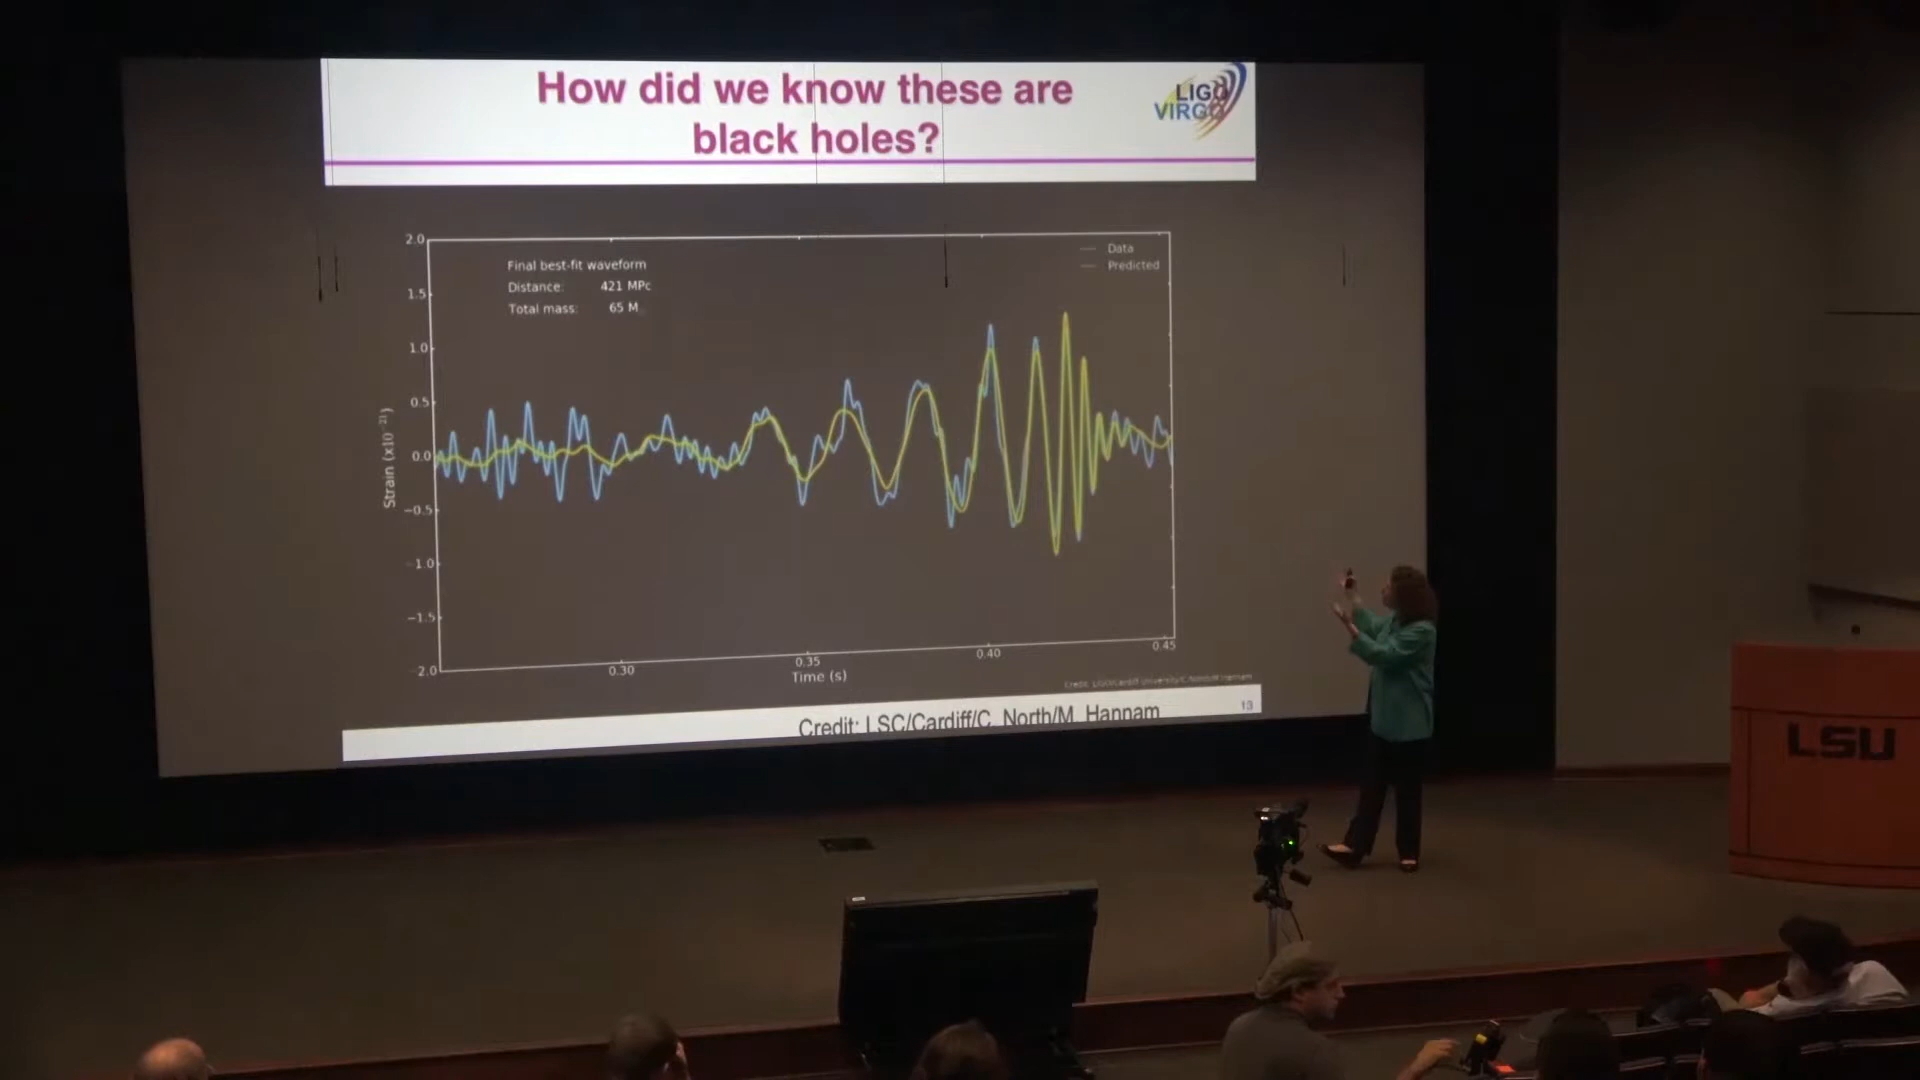 How did we know these are
black holes?
LIGO
VIRGO
2.0
1.5
1.0
0.5
0.0
−0.5
−1.0
−1.5
−2.0
Strain (x10⁻²¹)
Final best-fit waveform
Distance: 421 MPc
Total mass: 65 M
Data
Predicted
0.30
0.35
0.40
0.45
Time (s)
Credit: LSC/Cardiff/C. North/M. Hannam
13
LSU